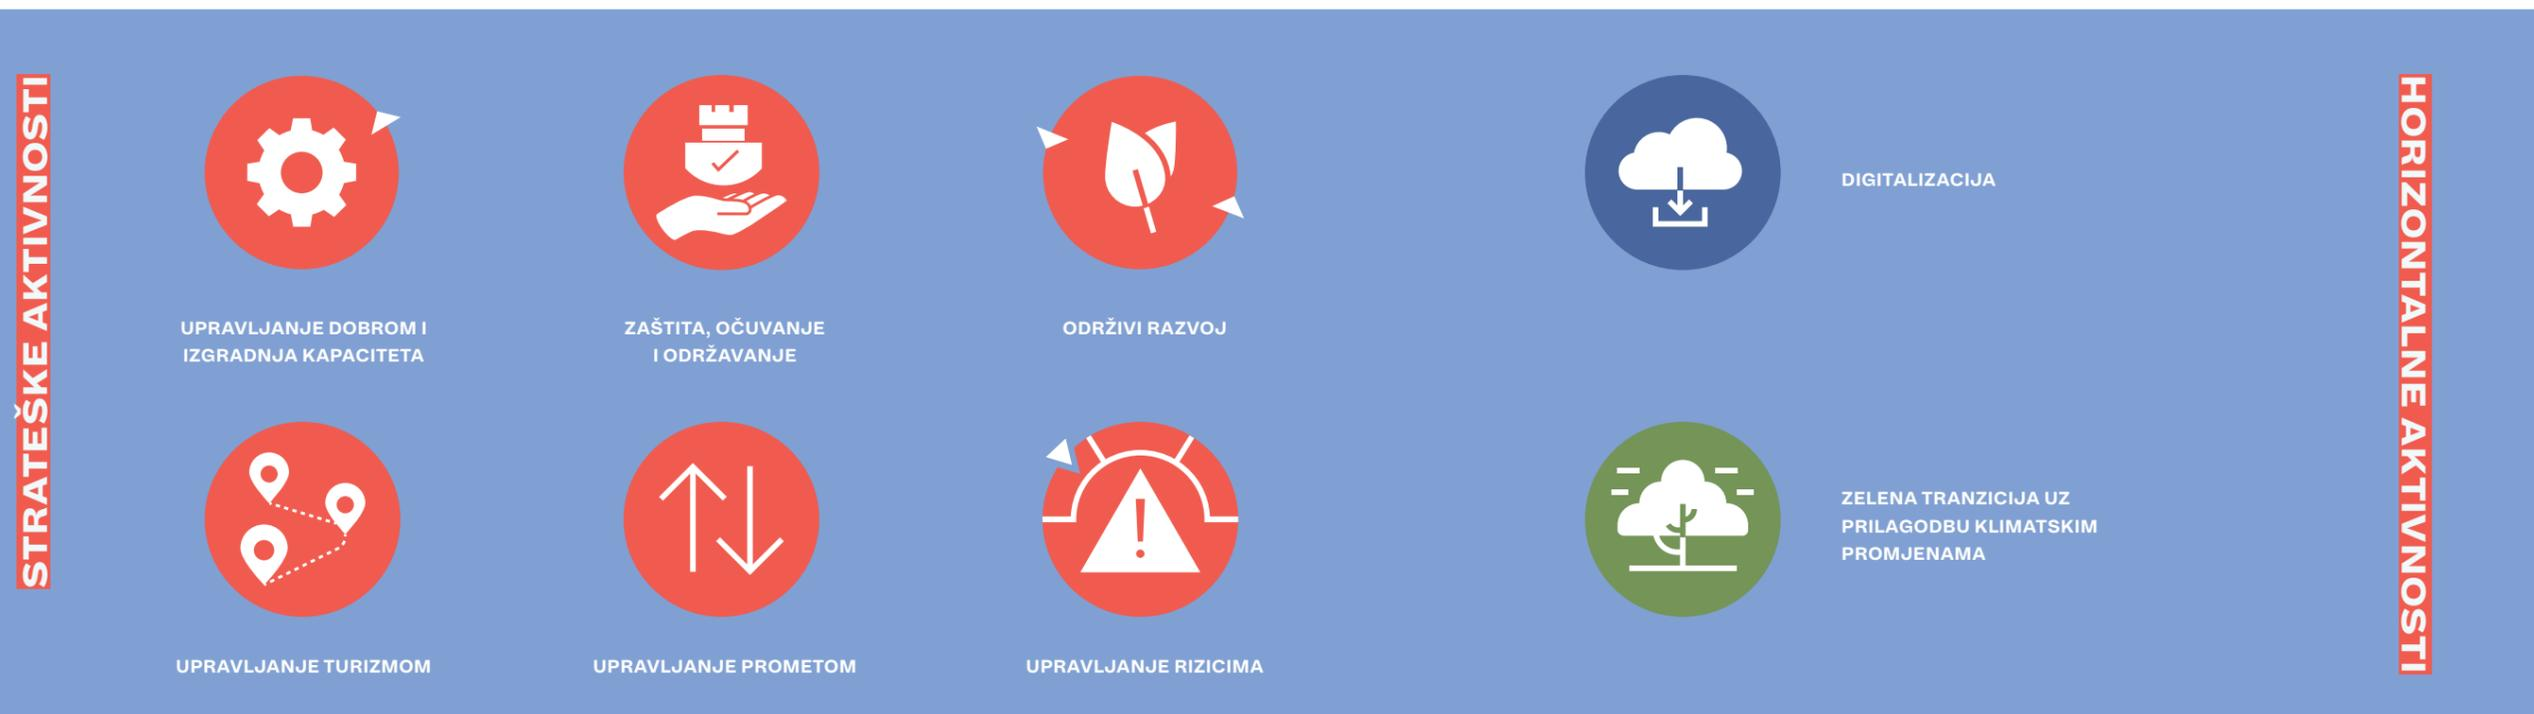 STRATEŠKE AKTIVNOSTI
UPRAVLJANJE DOBROM I
IZGRADNJA KAPACITETA
ZAŠTITA, OČUVANJE
I ODRŽAVANJE
ODRŽIVI RAZVOJ
UPRAVLJANJE TURIZMOM
UPRAVLJANJE PROMETOM
UPRAVLJANJE RIZICIMA
DIGITALIZACIJA
ZELENA TRANZICIJA UZ
PRILAGODBU KLIMATSKIM
PROMJENAMA
HORIZONTALNE AKTIVNOSTI